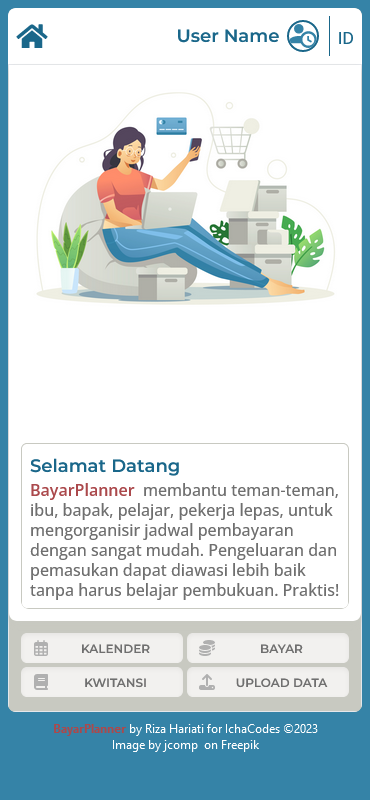 User Name
ID
Selamat Datang
BayarPlanner membantu teman-teman,
ibu, bapak, pelajar, pekerja lepas, untuk
mengorganisir jadwal pembayaran
dengan sangat mudah. Pengeluaran dan
pemasukan dapat diawasi lebih baik
tanpa harus belajar pembukuan. Praktis!
KALENDER
BAYAR
KWITANSI
UPLOAD DATA
BayarPlanner by Riza Hariati for IchaCodes ©2023
Image by jcomp on Freepik